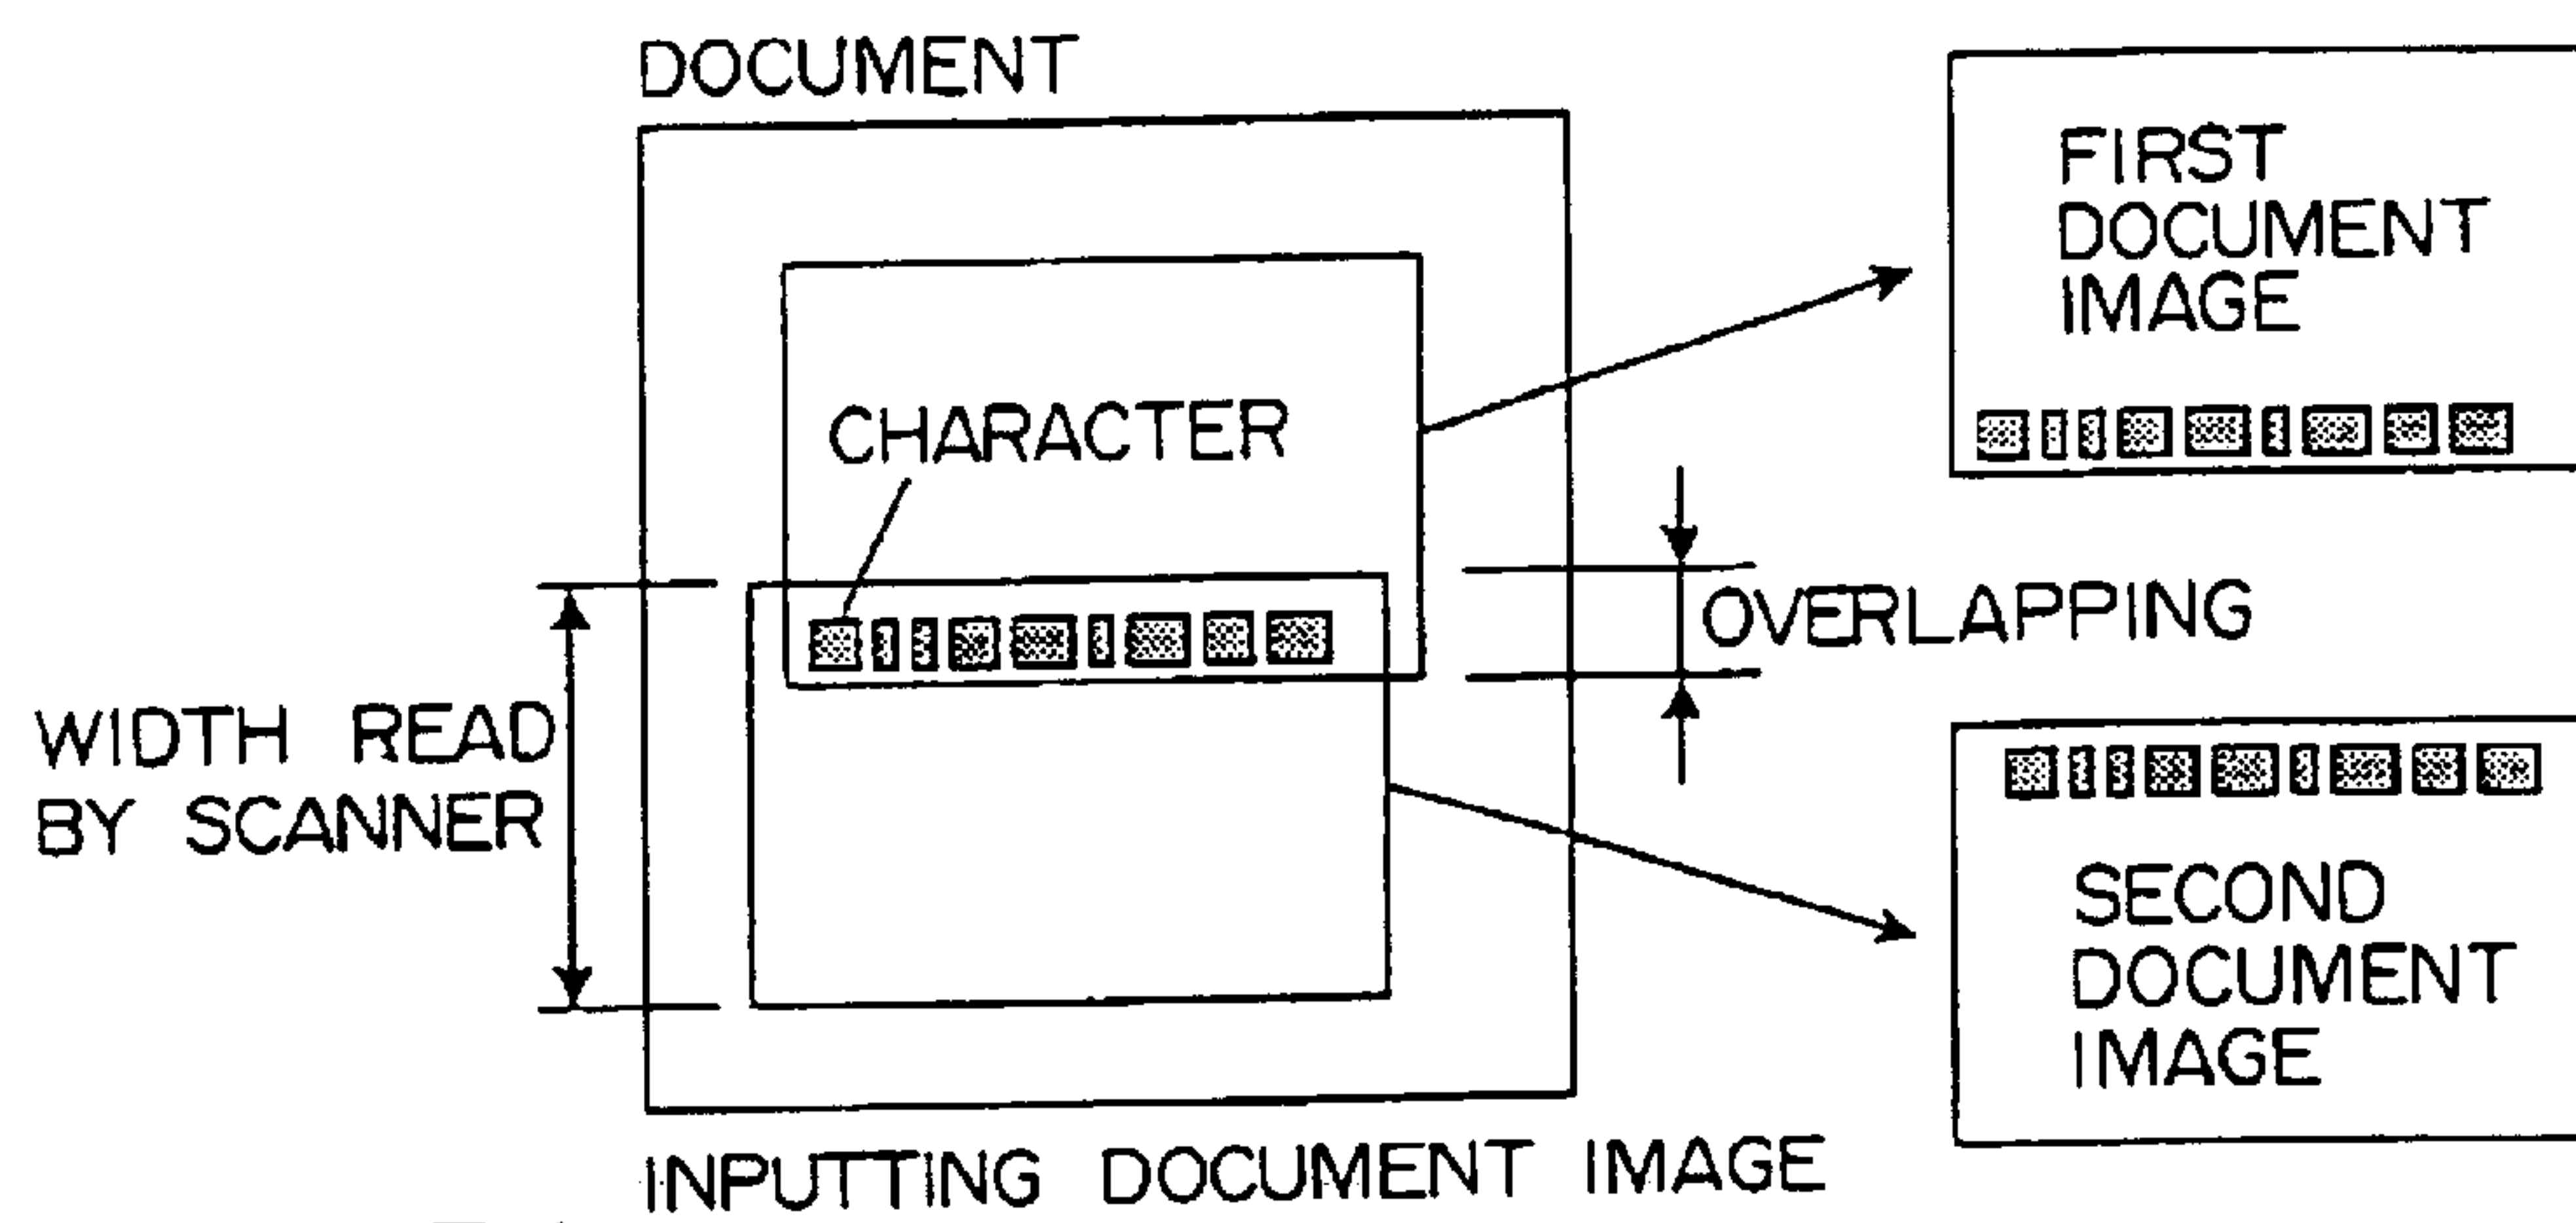 DOCUMENT
FIRST
DOCUMENT
IMAGE
CHARACTER
OVERLAPPING
WIDTH READ
BY SCANNER
SECOND
DOCUMENT
IMAGE
INPUTTING DOCUMENT IMAGE